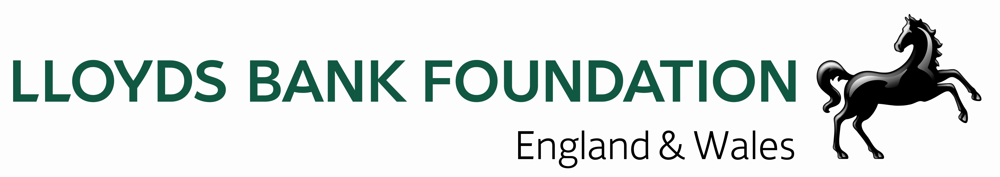 LLOYDS BANK FOUNDATION
England & Wales